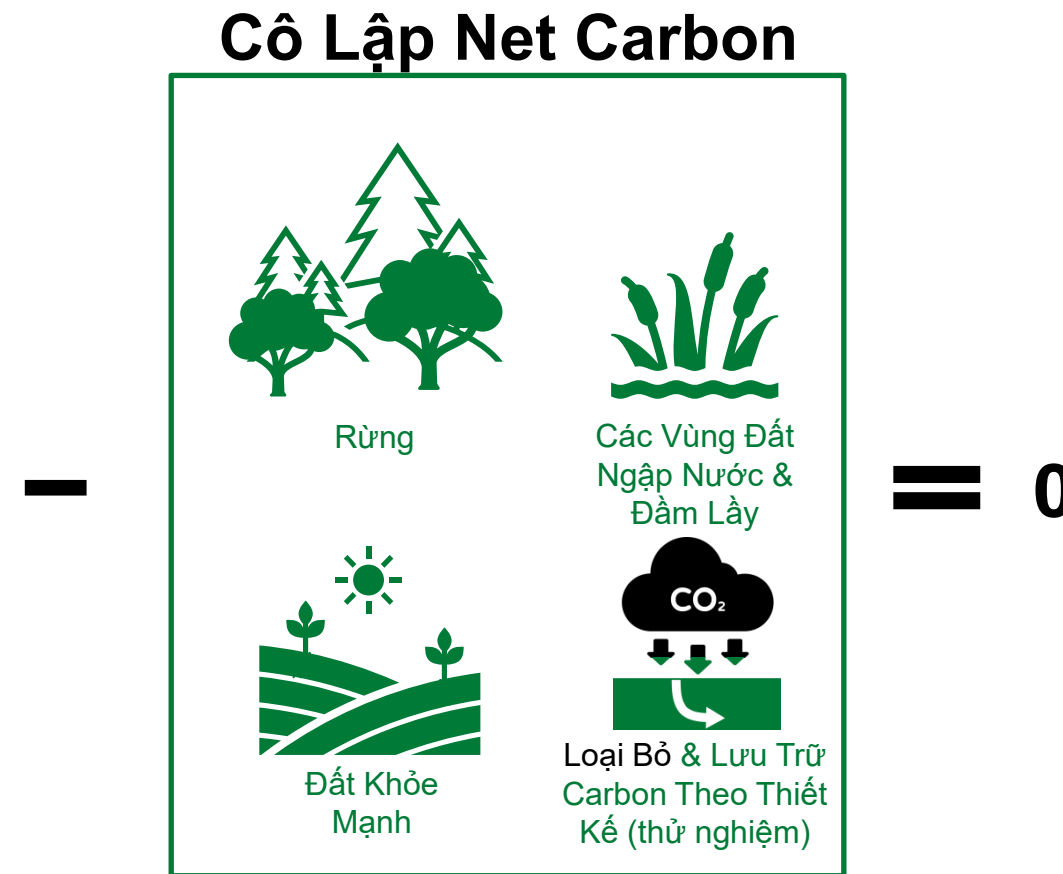 Cô Lập Net Carbon
Rừng
Các Vùng Đất
Ngập Nước &
Đầm Lầy
−
=
0
CO₂
Đất Khỏe
Mạnh
Loại Bỏ & Lưu Trữ
Carbon Theo Thiết
Kế (thử nghiệm)